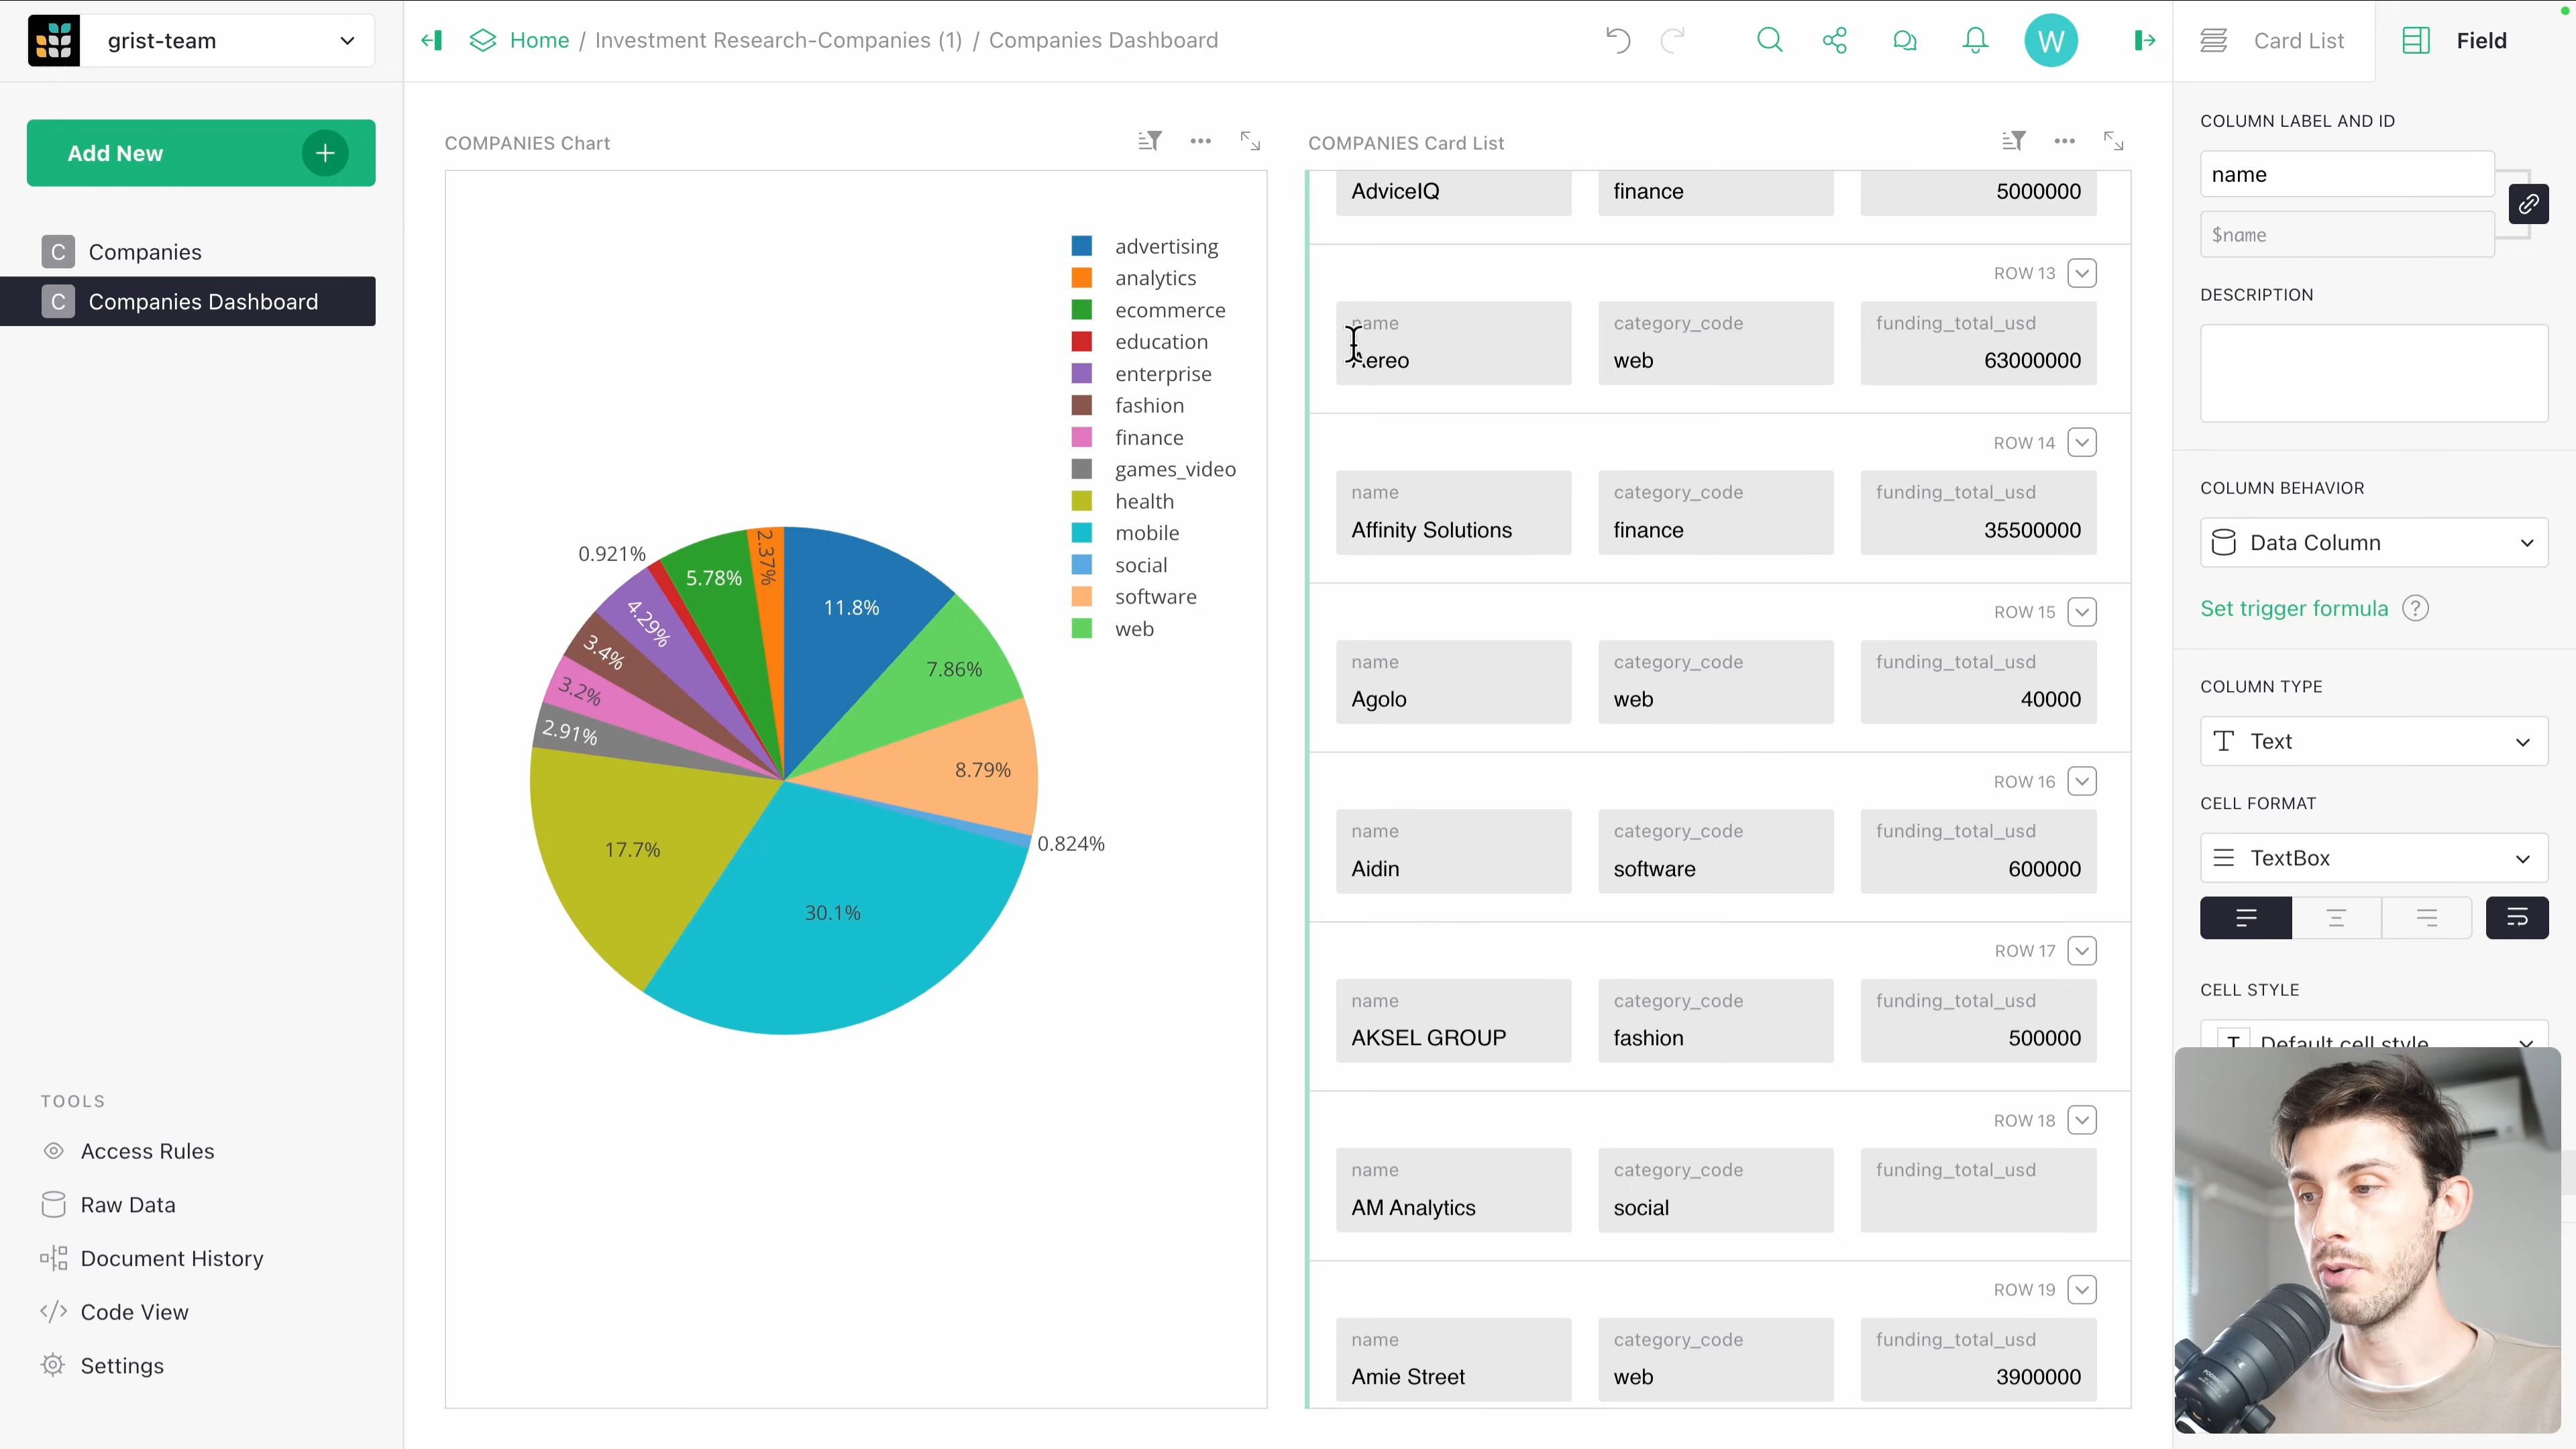 grist-team
Home / Investment Research-Companies (1) / Companies Dashboard
W
Card List
Field
Add New
C Companies
C Companies Dashboard
TOOLS
Access Rules
Raw Data
Document History
Code View
Settings
COMPANIES Chart
advertising
analytics
ecommerce
education
enterprise
fashion
finance
games_video
health
mobile
social
software
web
0.921%
5.78%
2.37%
11.8%
4.29%
3.4%
7.86%
3.2%
2.91%
8.79%
0.824%
17.7%
30.1%
COMPANIES Card List
AdviceIQ finance 5000000
ROW 13
name category_code funding_total_usd
Aereo web 63000000
ROW 14
name category_code funding_total_usd
Affinity Solutions finance 35500000
ROW 15
name category_code funding_total_usd
Agolo web 40000
ROW 16
name category_code funding_total_usd
Aidin software 600000
ROW 17
name category_code funding_total_usd
AKSEL GROUP fashion 500000
ROW 18
name category_code funding_total_usd
AM Analytics social
ROW 19
name category_code funding_total_usd
Amie Street web 3900000
COLUMN LABEL AND ID
name
$name
DESCRIPTION
COLUMN BEHAVIOR
Data Column
Set trigger formula ?
COLUMN TYPE
Text
CELL FORMAT
TextBox
CELL STYLE
T Default cell style